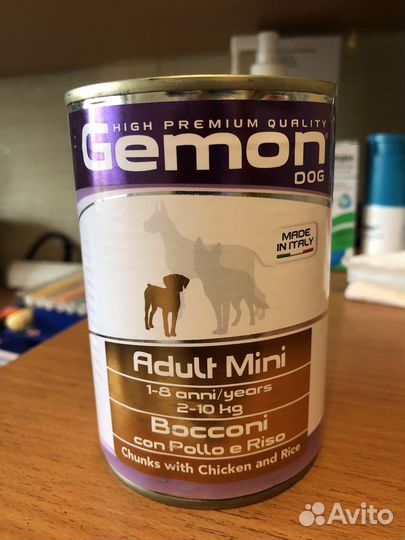 HIGH PREMIUM QUALITY
Gemon
DOG
MADE
IN ITALY
Adult Mini
1-8 anni/years
2-10 kg
Bocconi
con Pollo e Riso
Chunks with Chicken and Rice
Avito